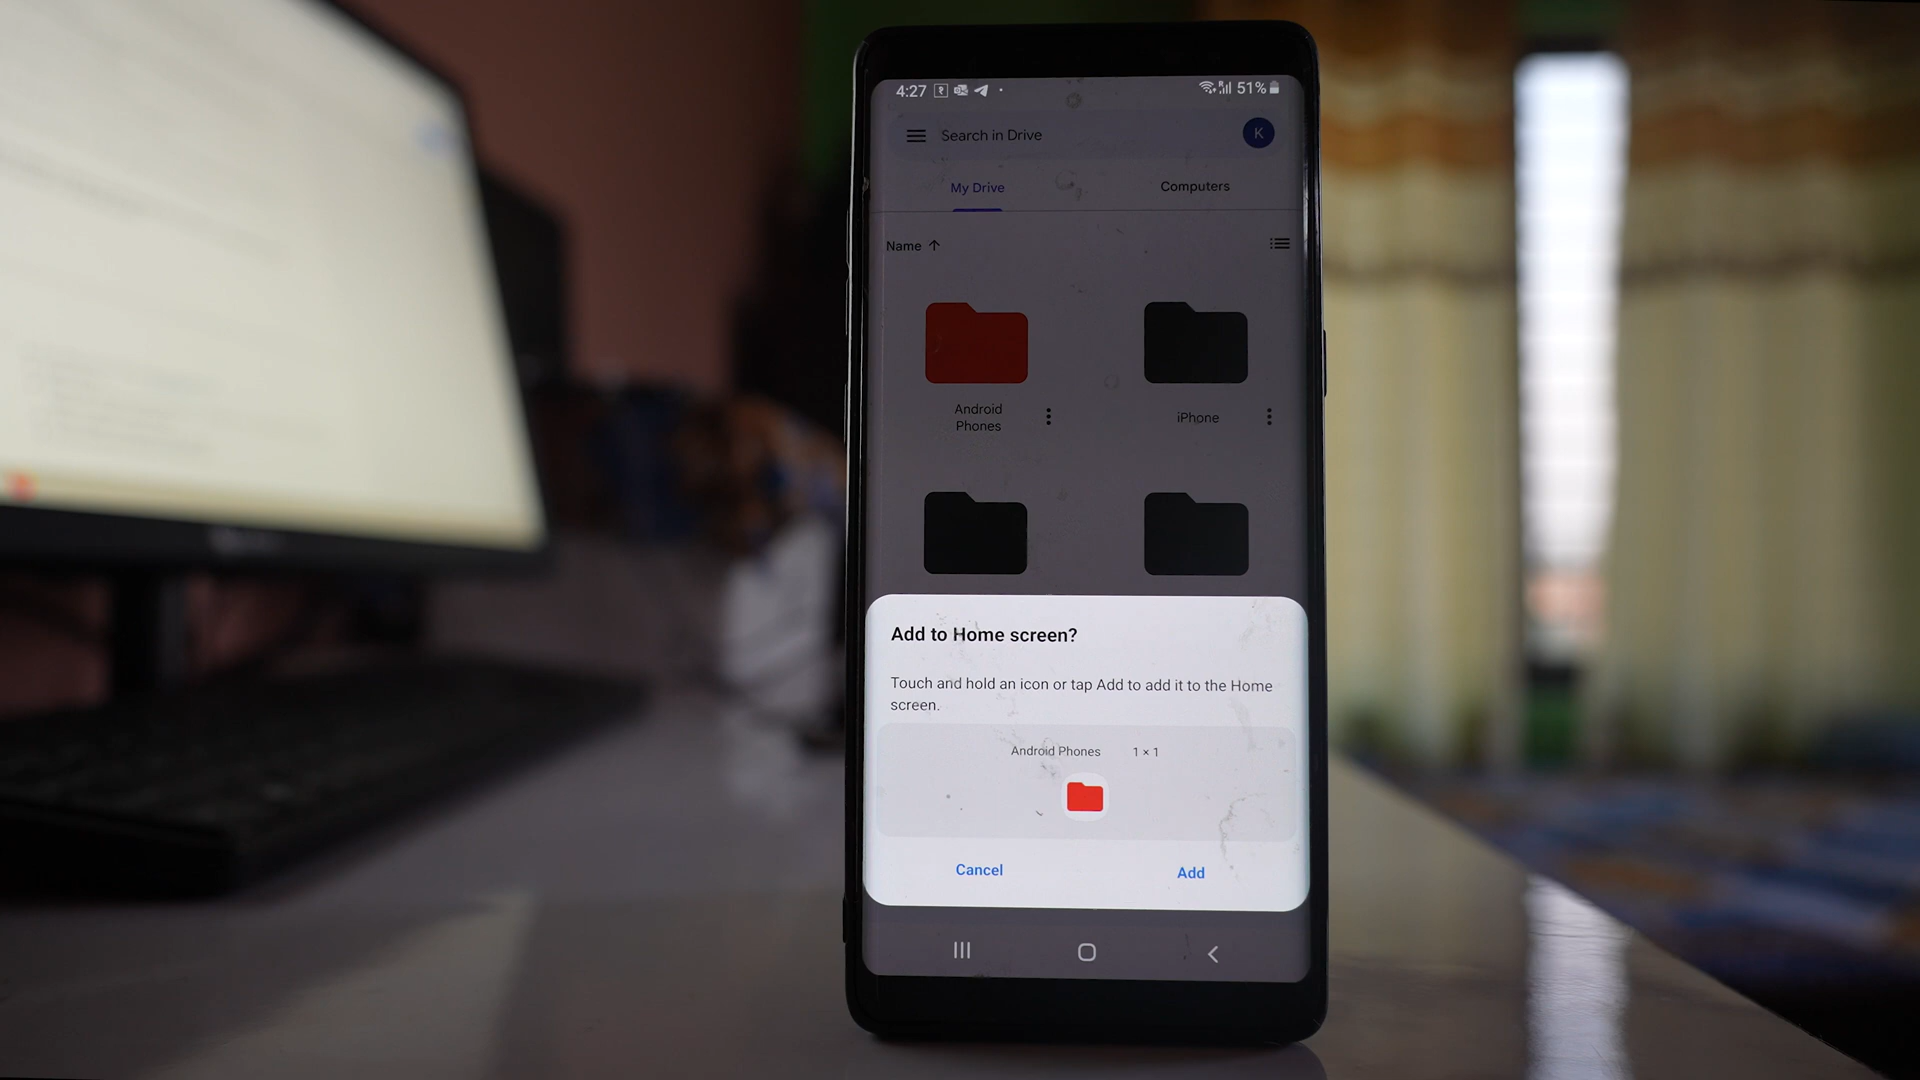 4:27
51%
Search in Drive
K
My Drive
Computers
Name
Android
Phones
iPhone
Add to Home screen?
Touch and hold an icon or tap Add to add it to the Home
screen.
Android Phones 1 × 1
Cancel
Add